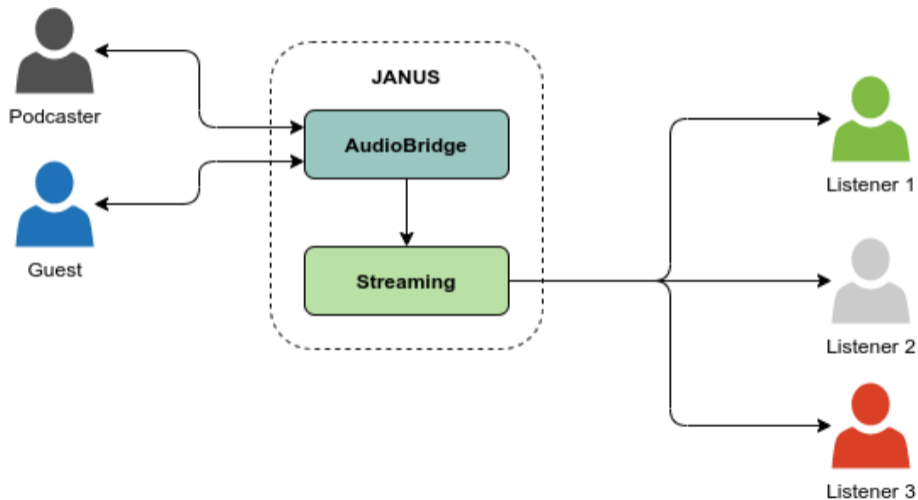 Podcaster
Guest
JANUS
AudioBridge
Streaming
Listener 1
Listener 2
Listener 3